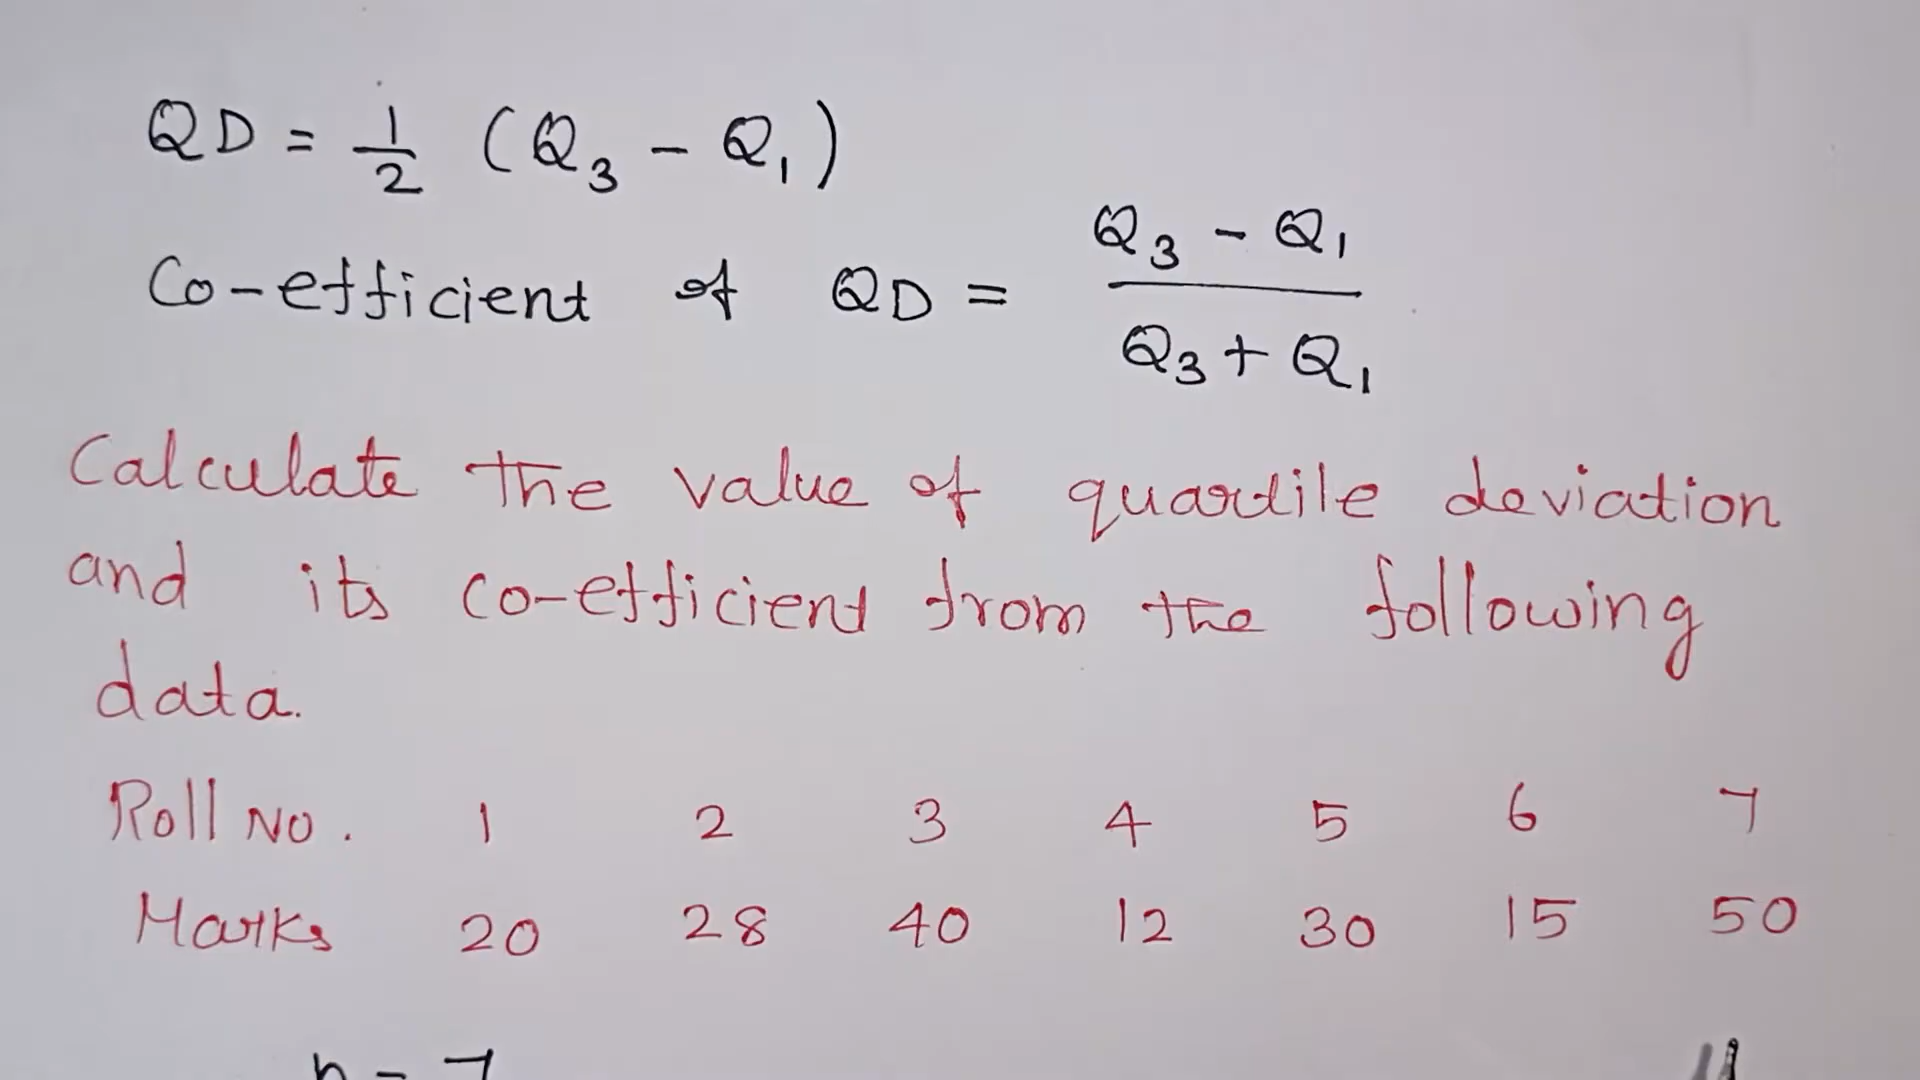 QD = 1/2 (Q3 - Q1)
Co-efficient of QD = (Q3 - Q1) / (Q3 + Q1)
Calculate the value of quartile deviation
and its co-efficient from the following
data.
Roll No. 1 2 3 4 5 6 7
Marks 20 28 40 12 30 15 50
n = 7